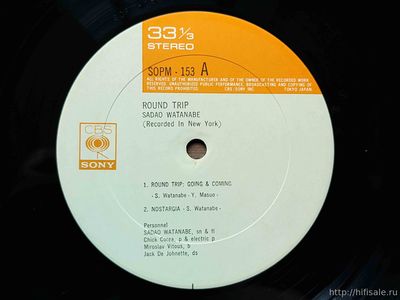 33 1/3
STEREO
SOPM - 153 A
ALL RIGHTS OF THE MANUFACTURER AND OF THE OWNER OF THE RECORDED WORK
RESERVED. UNAUTHORIZED PUBLIC PERFORMANCE, BROADCASTING AND COPYING OF
THIS RECORD PROHIBITED. CBS/SONY INC. TOKYO JAPAN
ROUND TRIP
SADAO WATANABE
(Recorded In New York)
CBS
SONY
1. ROUND TRIP: GOING & COMING
- S. Watanabe - Y. Masuo -
2. NOSTARGIA - S. Watanabe -
Personnel
SADAO WATANABE, sn & fl
Chick Corea, p & electric p
Miroslav Vitous, b
Jack De Johnette, ds
http://hifisale.ru